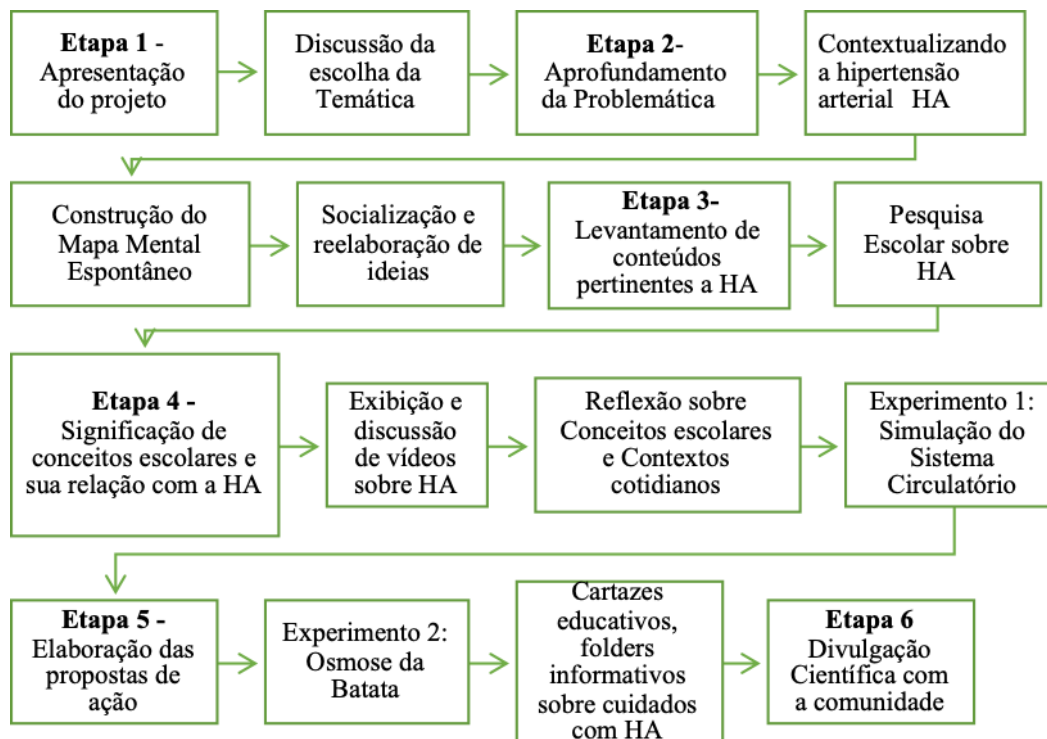 Etapa 1 -
Apresentação
do projeto
Discussão da
escolha da
Temática
Etapa 2-
Aprofundamento
da Problemática
Contextualizando
a hipertensão
arterial HA
Construção do
Mapa Mental
Espontâneo
Socialização e
reelaboração de
ideias
Etapa 3-
Levantamento de
conteúdos
pertinentes a HA
Pesquisa
Escolar sobre
HA
Etapa 4 -
Significação de
conceitos escolares e
sua relação com a HA
Exibição e
discussão
de vídeos
sobre HA
Reflexão sobre
Conceitos escolares
e Contextos
cotidianos
Experimento 1:
Simulação do
Sistema
Circulatório
Etapa 5 -
Elaboração das
propostas de
ação
Experimento 2:
Osmose da
Batata
Cartazes
educativos,
folders
informativos
sobre cuidados
com HA
Etapa 6
Divulgação
Científica com
a comunidade